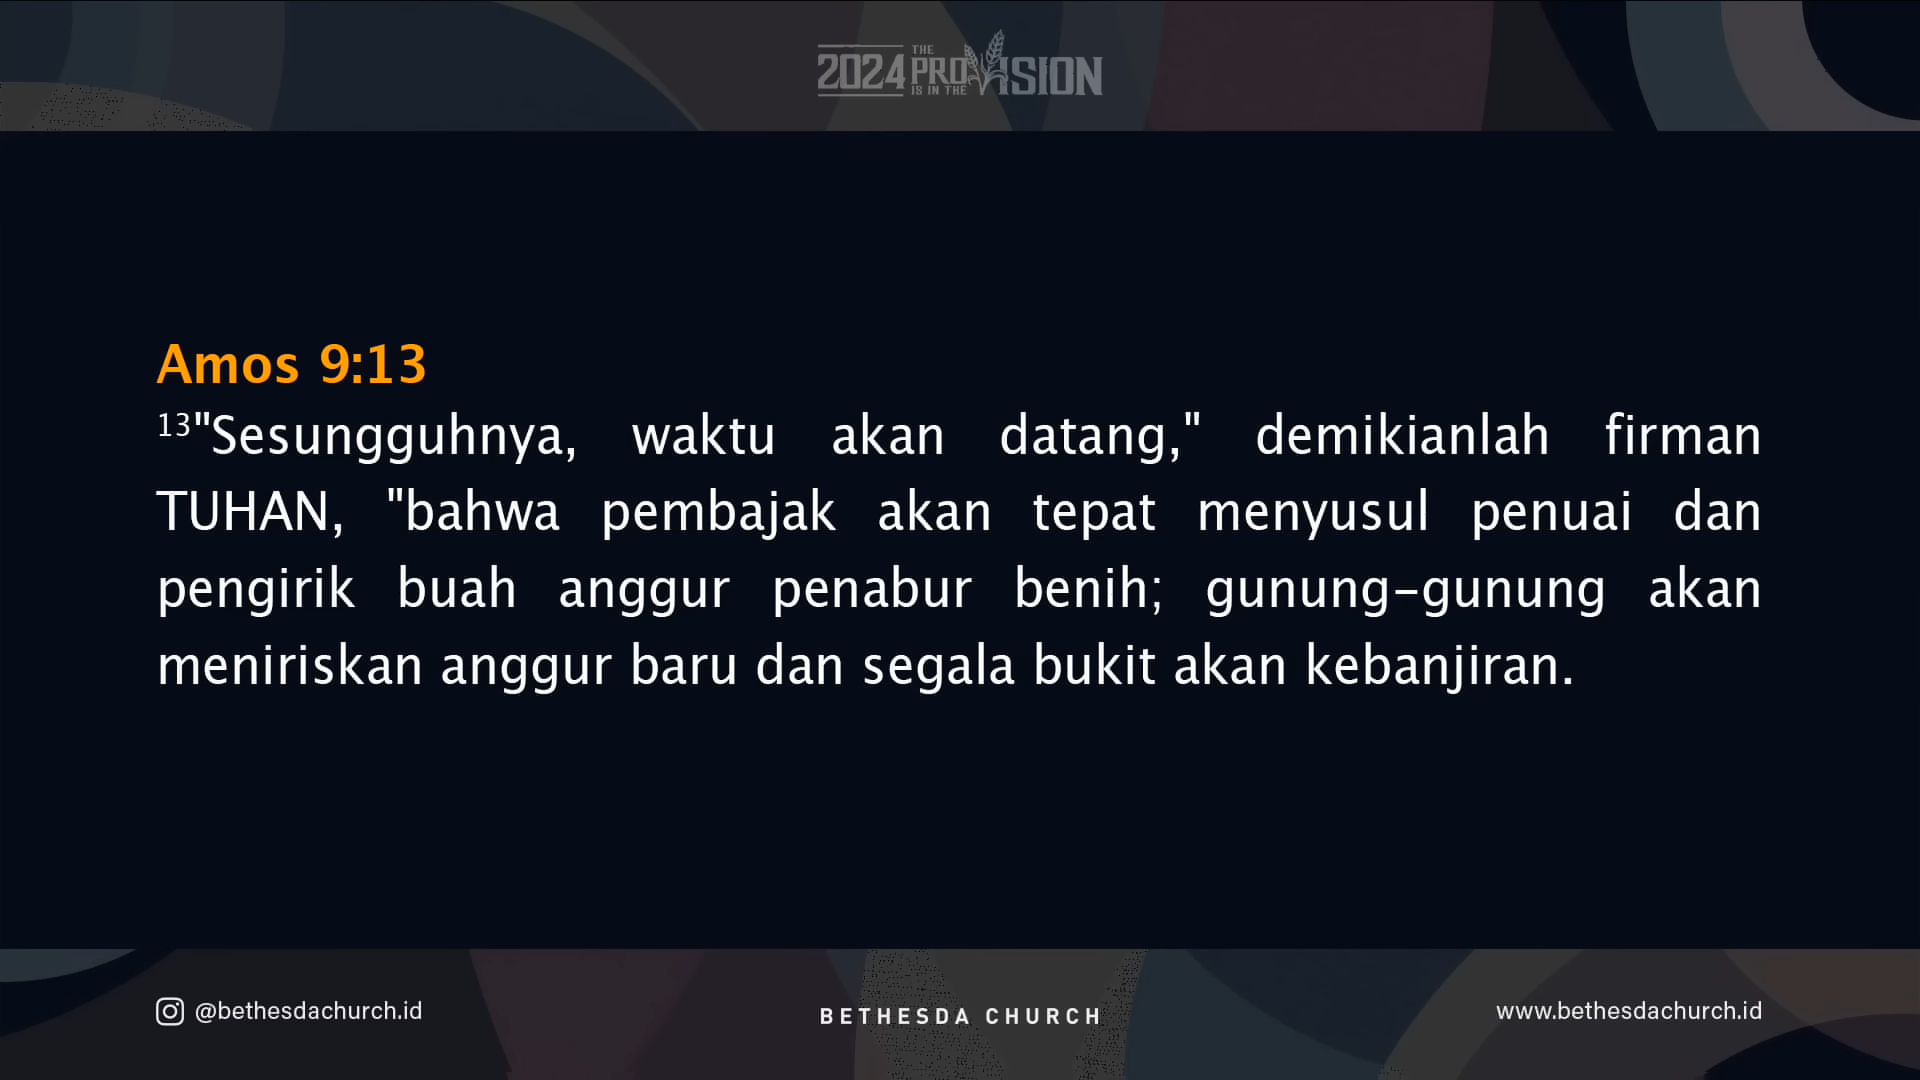 2024 THE PROVISION IS IN THE
Amos 9:13
13"Sesungguhnya, waktu akan datang," demikianlah firman
TUHAN, "bahwa pembajak akan tepat menyusul penuai dan
pengirik buah anggur penabur benih; gunung-gunung akan
meniriskan anggur baru dan segala bukit akan kebanjiran.
@bethesdachurch.id
BETHESDA CHURCH
www.bethesdachurch.id